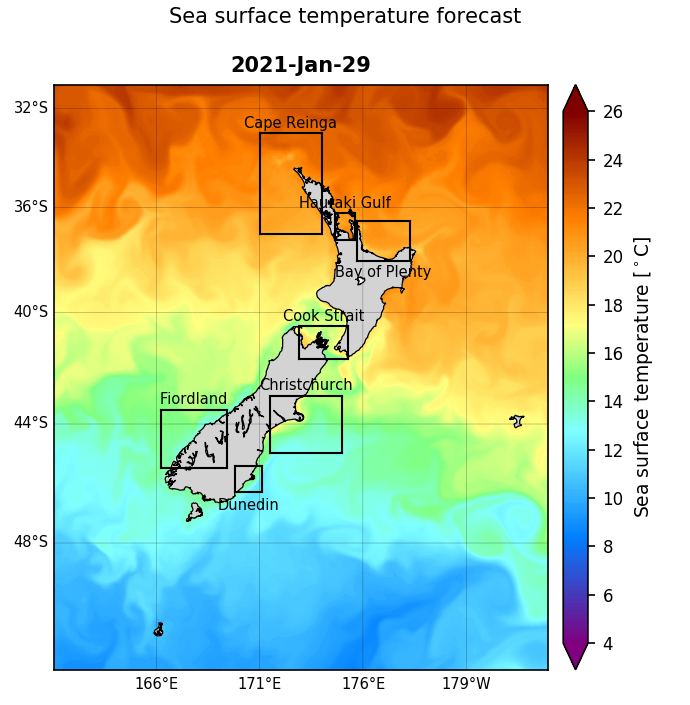 Sea surface temperature forecast
2021-Jan-29
32°S
36°S
40°S
44°S
48°S
Cape Reinga
Hauraki Gulf
Bay of Plenty
Cook Strait
Christchurch
Fiordland
Dunedin
166°E
171°E
176°E
179°W
26
24
22
20
18
16
14
12
10
8
6
4
Sea surface temperature [°C]